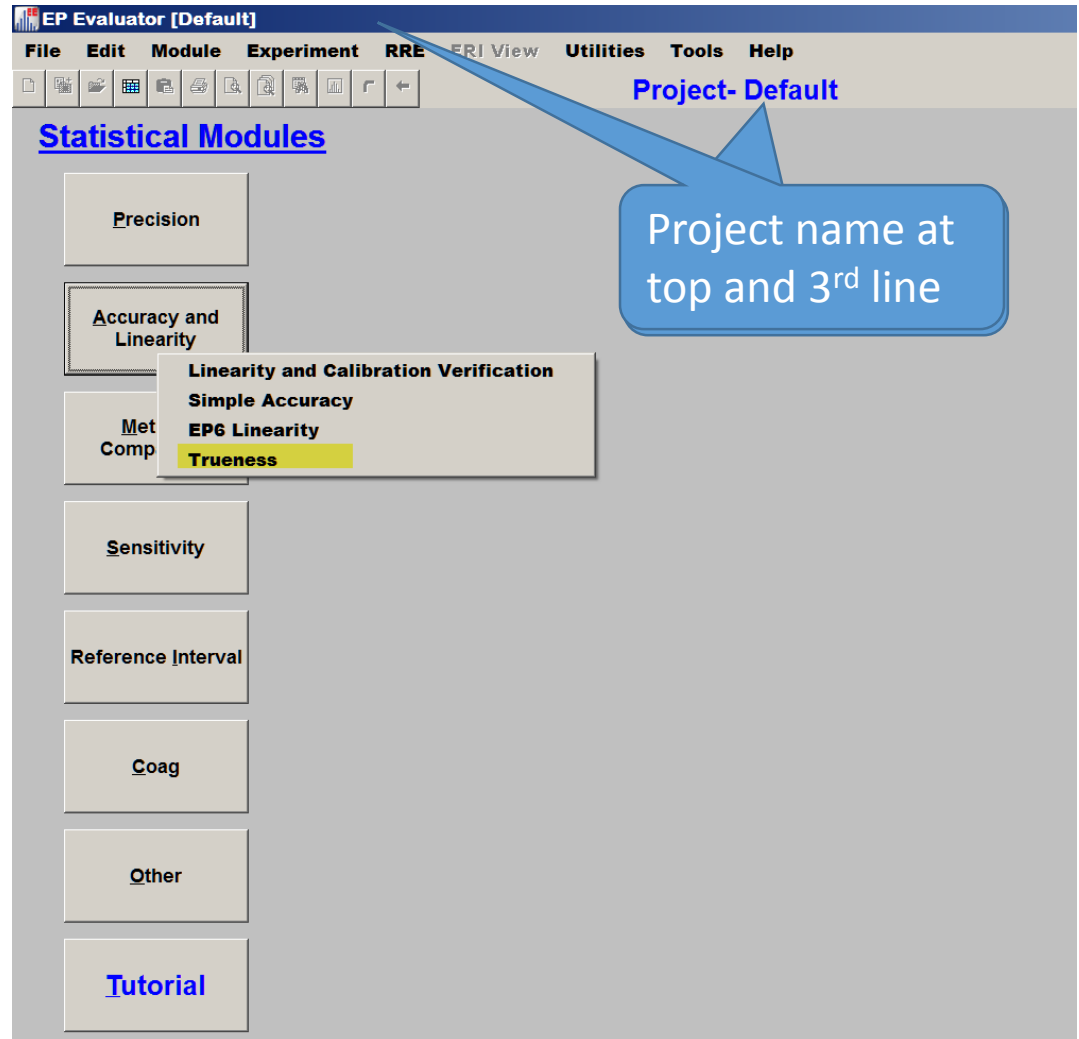 EP Evaluator [Default]
File Edit Module Experiment RRE ERI View Utilities Tools Help
Project- Default
Statistical Modules
Project name at
top and 3rd line
Precision
Accuracy and
Linearity
Linearity and Calibration Verification
Simple Accuracy
EP6 Linearity
Trueness
Met
Comp
Sensitivity
Reference Interval
Coag
Other
Tutorial